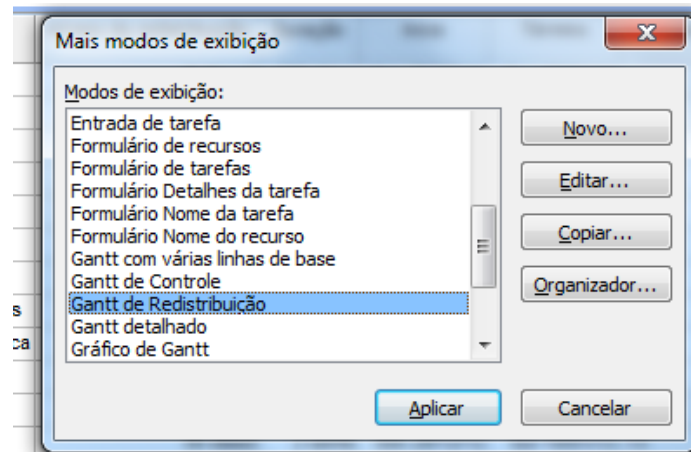 Mais modos de exibição
Modos de exibição:
Entrada de tarefa
Formulário de recursos
Formulário de tarefas
Formulário Detalhes da tarefa
Formulário Nome da tarefa
Formulário Nome do recurso
Gantt com várias linhas de base
Gantt de Controle
Gantt de Redistribuição
Gantt detalhado
Gráfico de Gantt
Novo...
Editar...
Copiar...
Organizador...
Aplicar
Cancelar
s
ca